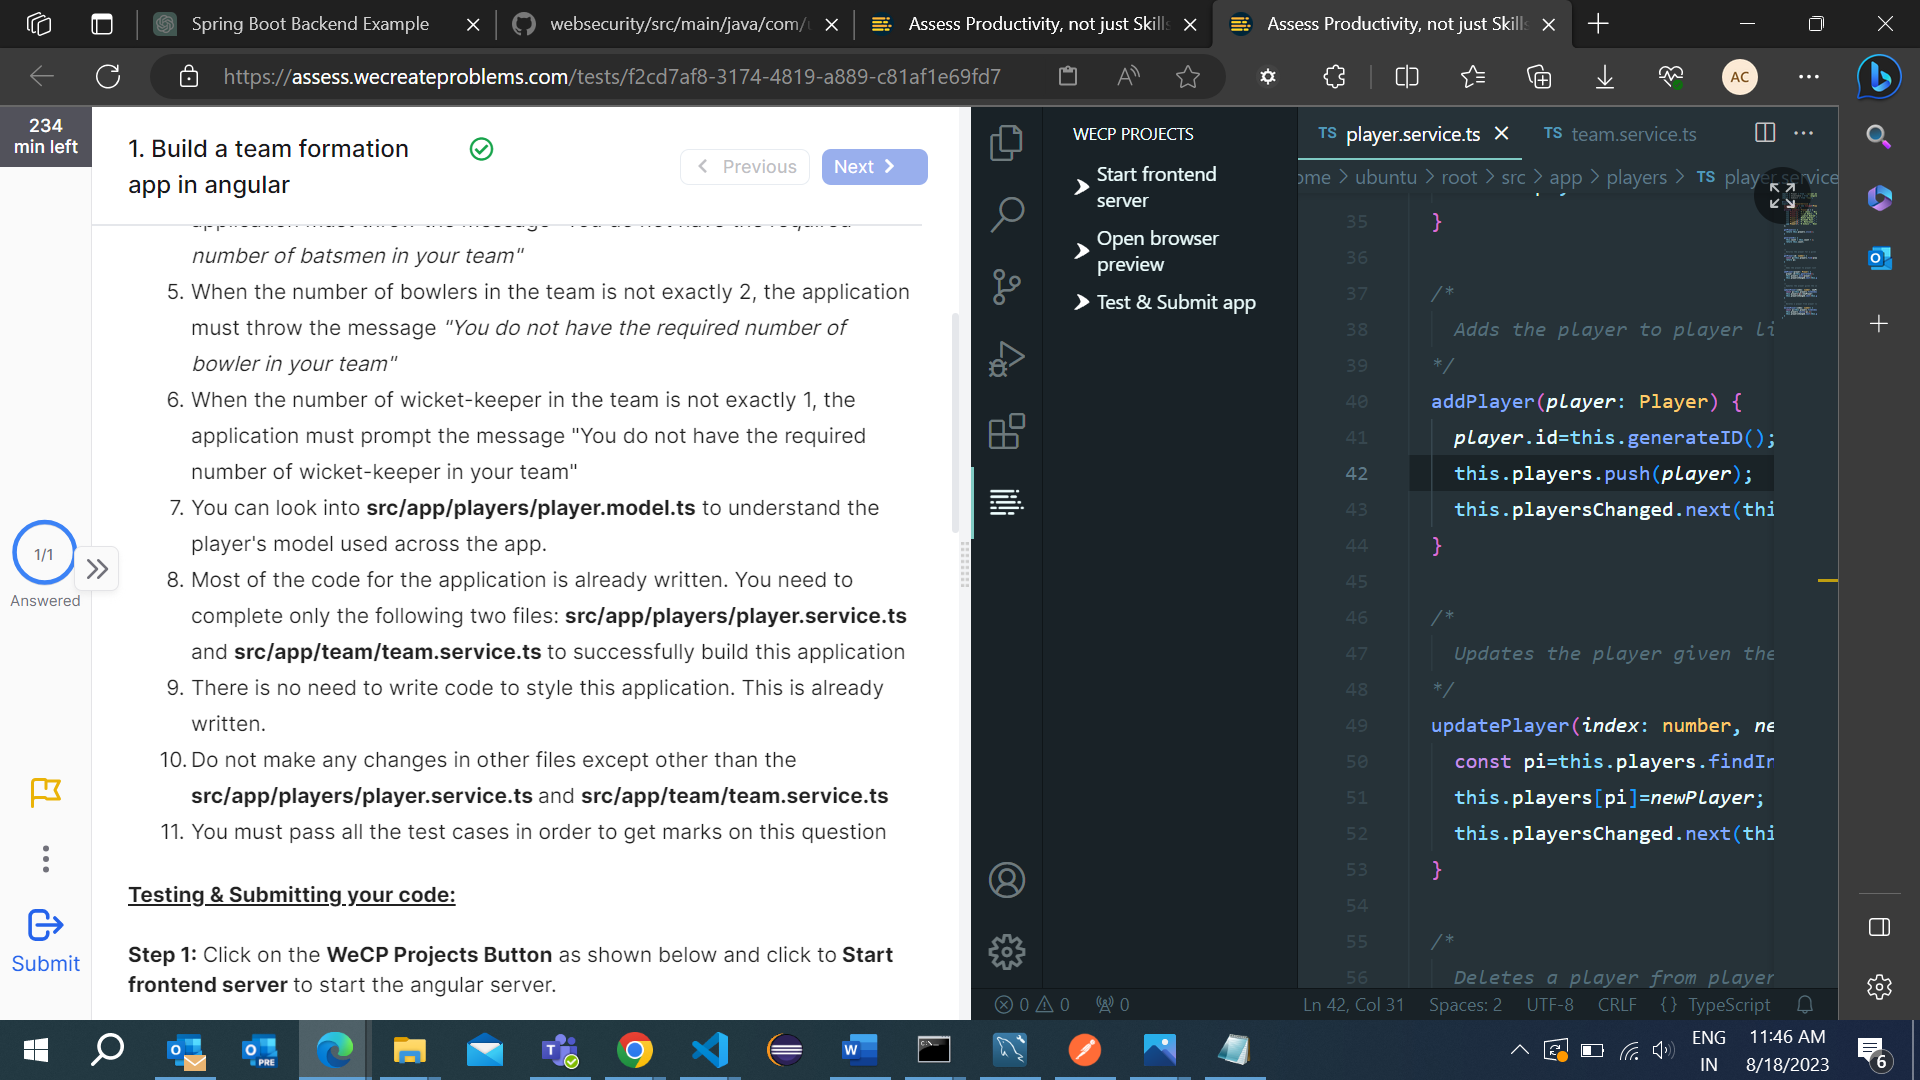 Spring Boot Backend Example
websecurity/src/main/java/com/
Assess Productivity, not just Skills
Assess Productivity, not just Skills
https://assess.wecreateproblems.com/tests/f2cd7af8-3174-4819-a889-c81af1e69fd7
AC
234
min left
1. Build a team formation
app in angular
Previous
Next
number of batsmen in your team"
5. When the number of bowlers in the team is not exactly 2, the application
must throw the message "You do not have the required number of
bowler in your team"
6. When the number of wicket-keeper in the team is not exactly 1, the
application must prompt the message "You do not have the required
number of wicket-keeper in your team"
7. You can look into src/app/players/player.model.ts to understand the
player's model used across the app.
8. Most of the code for the application is already written. You need to
complete only the following two files: src/app/players/player.service.ts
and src/app/team/team.service.ts to successfully build this application
9. There is no need to write code to style this application. This is already
written.
10. Do not make any changes in other files except other than the
src/app/players/player.service.ts and src/app/team/team.service.ts
11. You must pass all the test cases in order to get marks on this question
Testing & Submitting your code:
Step 1: Click on the WeCP Projects Button as shown below and click to Start
frontend server to start the angular server.
1/1
Answered
Submit
WECP PROJECTS
Start frontend
server
Open browser
preview
Test & Submit app
TS player.service.ts
TS team.service.ts
ome > ubuntu > root > src > app > players > TS player.service
35 }
36
37 /*
38 Adds the player to player li
39 */
40 addPlayer(player: Player) {
41 player.id=this.generateID();
42 this.players.push(player);
43 this.playersChanged.next(thi
44 }
45
46 /*
47 Updates the player given the
48 */
49 updatePlayer(index: number, ne
50 const pi=this.players.findIn
51 this.players[pi]=newPlayer;
52 this.playersChanged.next(thi
53 }
54
55 /*
56 Deletes a player from player
0 0 0
Ln 42, Col 31 Spaces: 2 UTF-8 CRLF { } TypeScript
ENG
IN
11:46 AM
8/18/2023
6